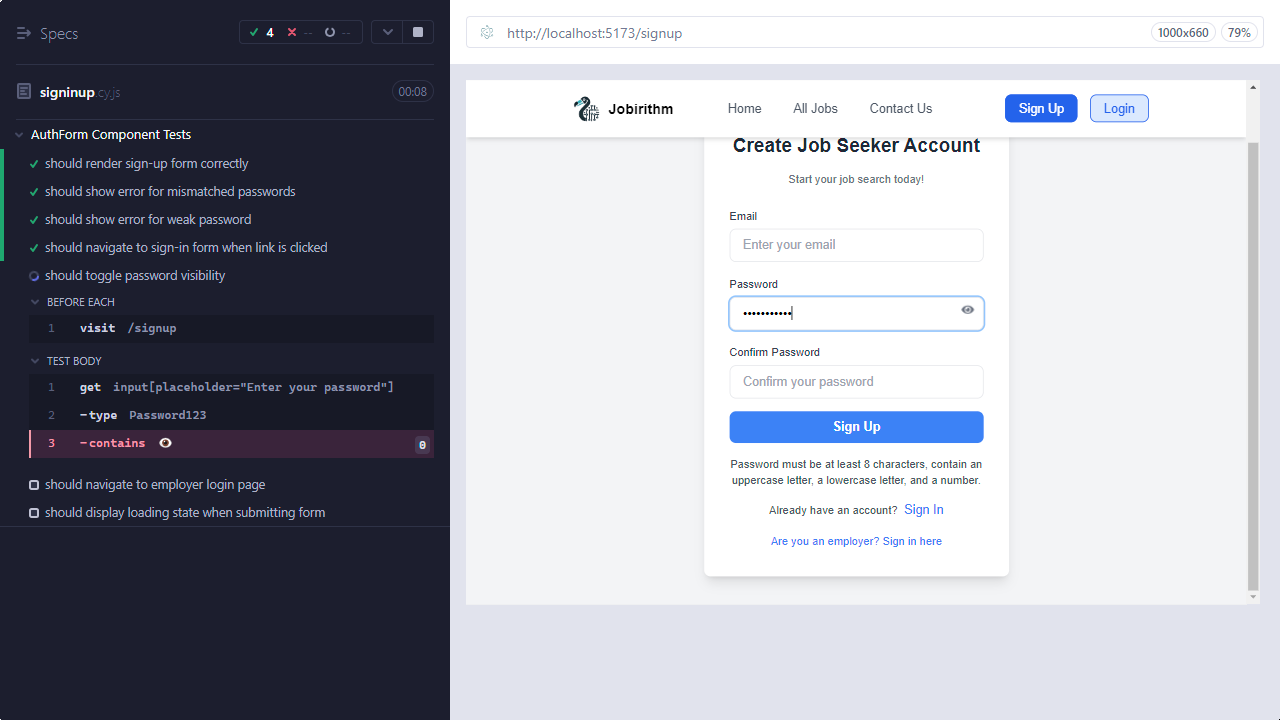 Specs
4
--
--
signinup cy.js
00:08
AuthForm Component Tests
should render sign-up form correctly
should show error for mismatched passwords
should show error for weak password
should navigate to sign-in form when link is clicked
should toggle password visibility
BEFORE EACH
1 visit /signup
TEST BODY
1 get input[placeholder="Enter your password"]
2 -type Password123
3 -contains 👁 0
should navigate to employer login page
should display loading state when submitting form
http://localhost:5173/signup
1000x660
79%
Jobirithm
Home
All Jobs
Contact Us
Sign Up
Login
Create Job Seeker Account
Start your job search today!
Email
Enter your email
Password
•••••••••••
Confirm Password
Confirm your password
Sign Up
Password must be at least 8 characters, contain an
uppercase letter, a lowercase letter, and a number.
Already have an account? Sign In
Are you an employer? Sign in here